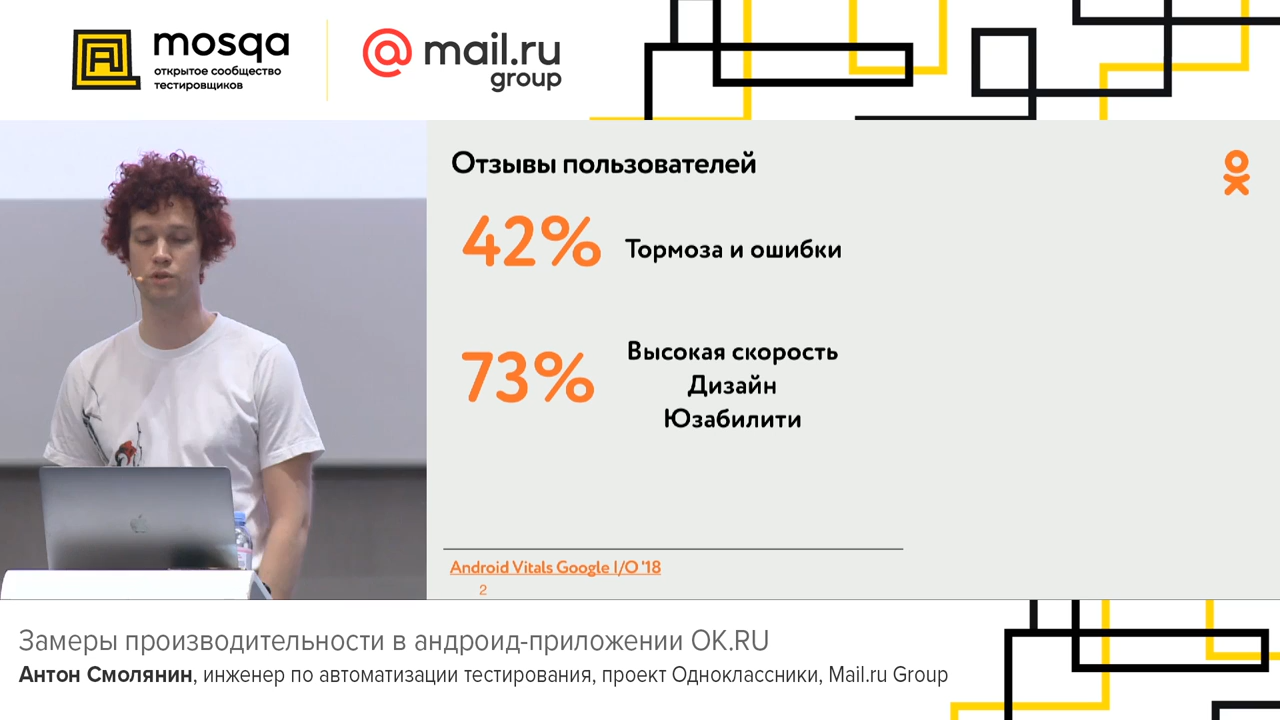 mosqa
открытое сообщество
тестировщиков
@mail.ru
group
Отзывы пользователей
42% Тормоза и ошибки
73% Высокая скорость
Дизайн
Юзабилити
Android Vitals Google I/O '18
2
Замеры производительности в андроид-приложении OK.RU
Антон Смолянин, инженер по автоматизации тестирования, проект Одноклассники, Mail.ru Group